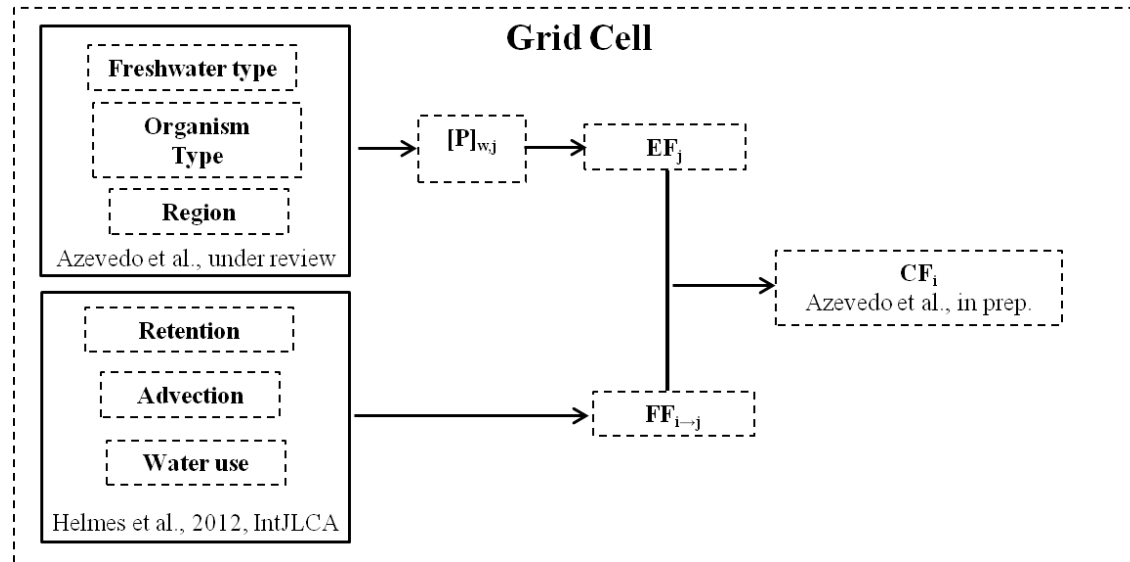 Grid Cell
Freshwater type
Organism
Type
Region
Azevedo et al., under review
[P]w,j
EFj
CFi
Azevedo et al., in prep.
Retention
Advection
Water use
Helmes et al., 2012, IntJLCA
FFi→j